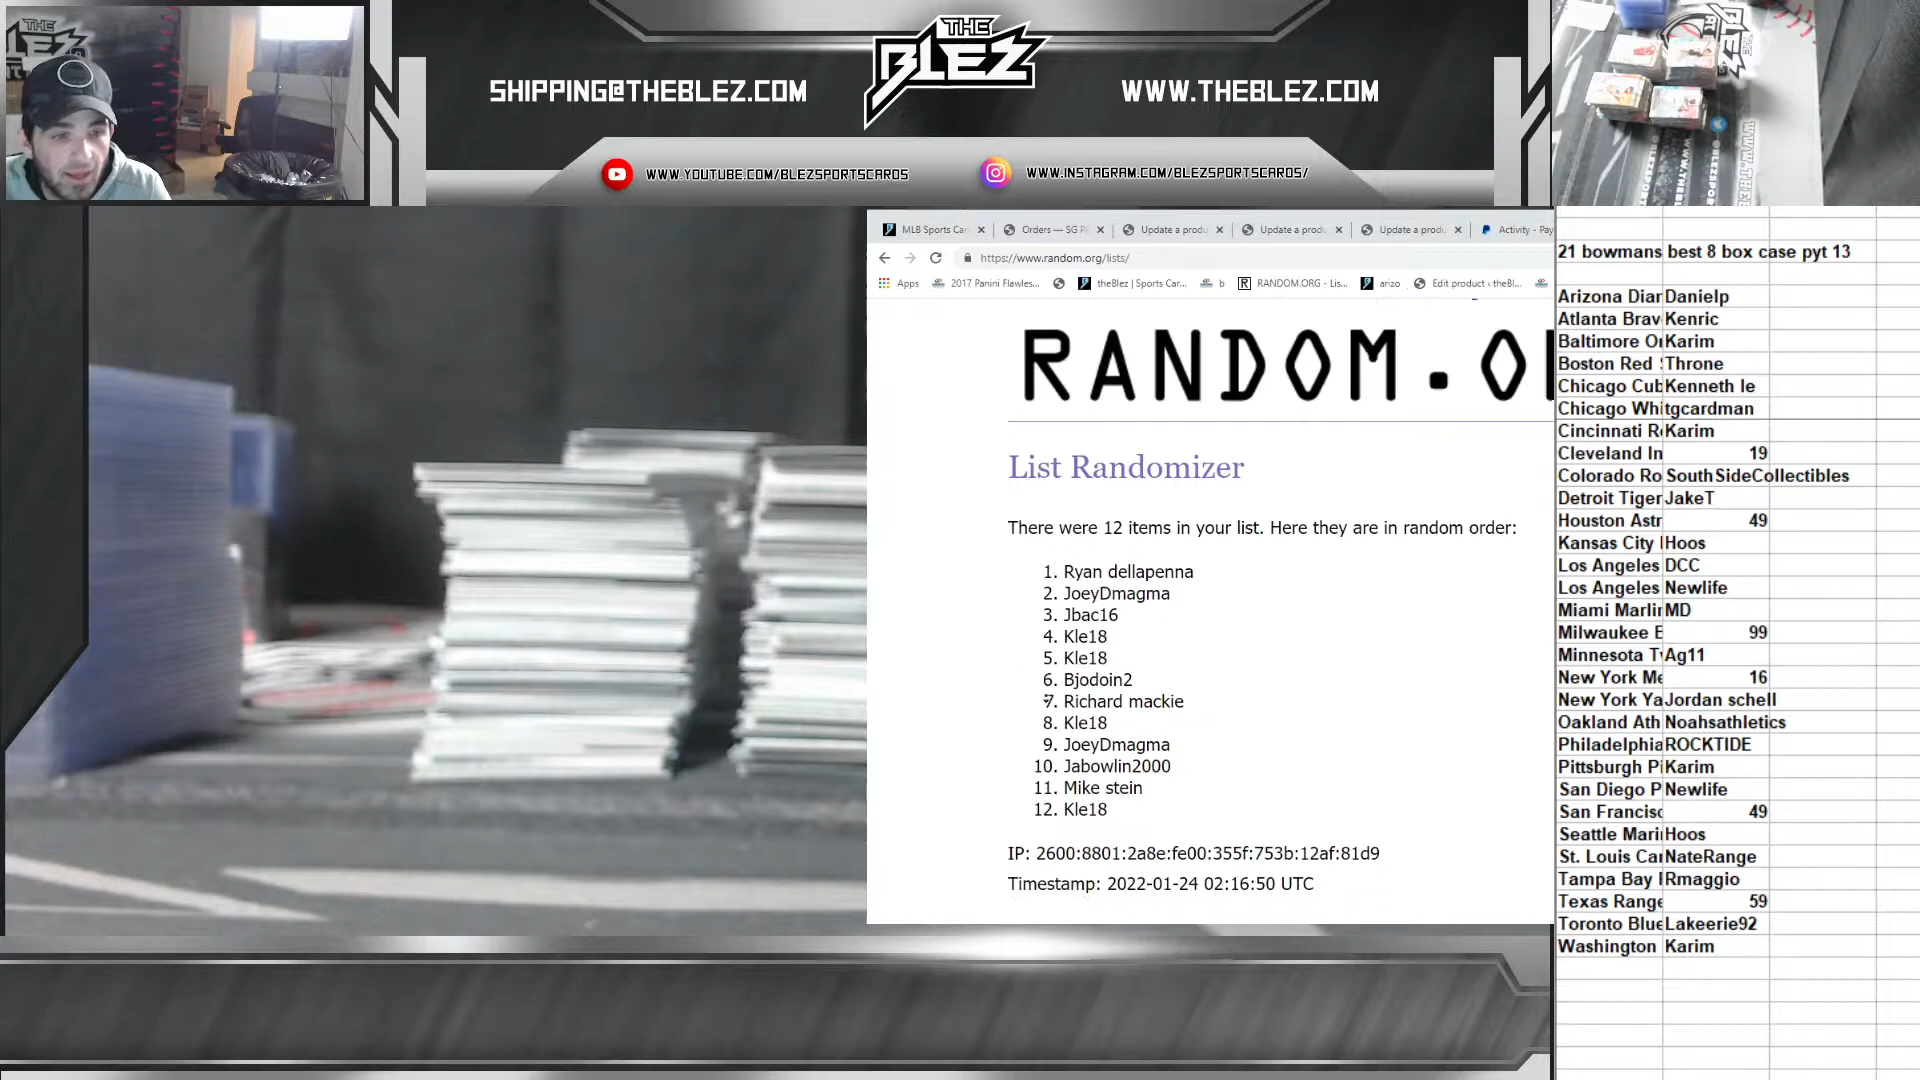 THE
BLEZ
SHIPPING@THEBLEZ.COM
WWW.THEBLEZ.COM
WWW.YOUTUBE.COM/BLEZSPORTSCARDS
WWW.INSTAGRAM.COM/BLEZSPORTSCARDS/
MLB Sports Car
Orders — SG P
Update a produ
Update a produ
Update a produ
Activity - Pay
https://www.random.org/lists/
Apps
2017 Panini Flawles...
theBlez | Sports Car...
b
RANDOM.ORG - Lis...
arizo
Edit product ‹ theBl...
RANDOM.O
List Randomizer
There were 12 items in your list. Here they are in random order:
1. Ryan dellapenna
2. JoeyDmagma
3. Jbac16
4. Kle18
5. Kle18
6. Bjodoin2
7. Richard mackie
8. Kle18
9. JoeyDmagma
10. Jabowlin2000
11. Mike stein
12. Kle18
IP: 2600:8801:2a8e:fe00:355f:753b:12af:81d9
Timestamp: 2022-01-24 02:16:50 UTC
21 bowmans best 8 box case pyt 13
Arizona Diar Danielp
Atlanta Brav Kenric
Baltimore Or Karim
Boston Red Throne
Chicago Cub Kenneth le
Chicago Whi tgcardman
Cincinnati Re Karim
Cleveland In 19
Colorado Ro SouthSideCollectibles
Detroit Tiger JakeT
Houston Astr 49
Kansas City Hoos
Los Angeles DCC
Los Angeles Newlife
Miami Marlin MD
Milwaukee B 99
Minnesota Tw Ag11
New York Me 16
New York Ya Jordan schell
Oakland Ath Noahsathletics
Philadelphia ROCKTIDE
Pittsburgh Pi Karim
San Diego P Newlife
San Francisc 49
Seattle Mari Hoos
St. Louis Car NateRange
Tampa Bay Rmaggio
Texas Range 59
Toronto Blue Lakeerie92
Washington Karim